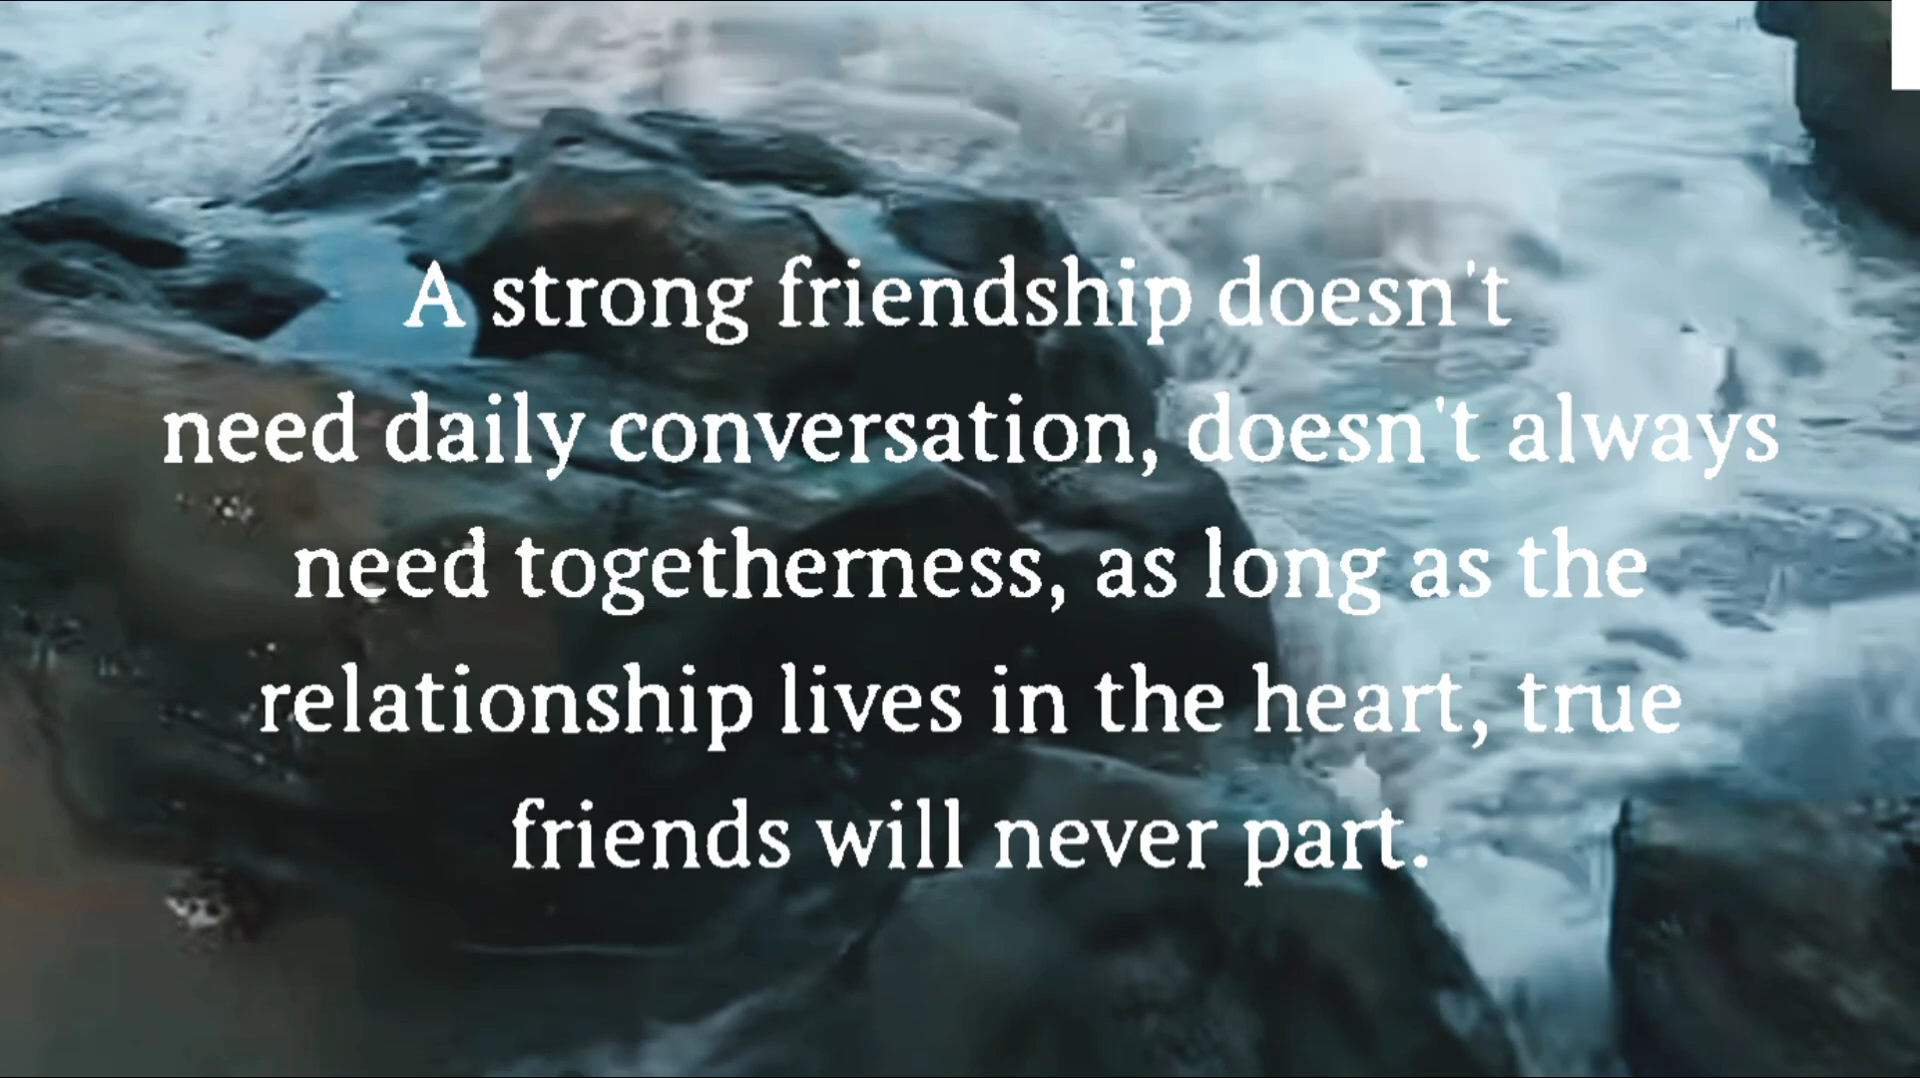 A strong friendship doesn't
need daily conversation, doesn't always
need togetherness, as long as the
relationship lives in the heart, true
friends will never part.